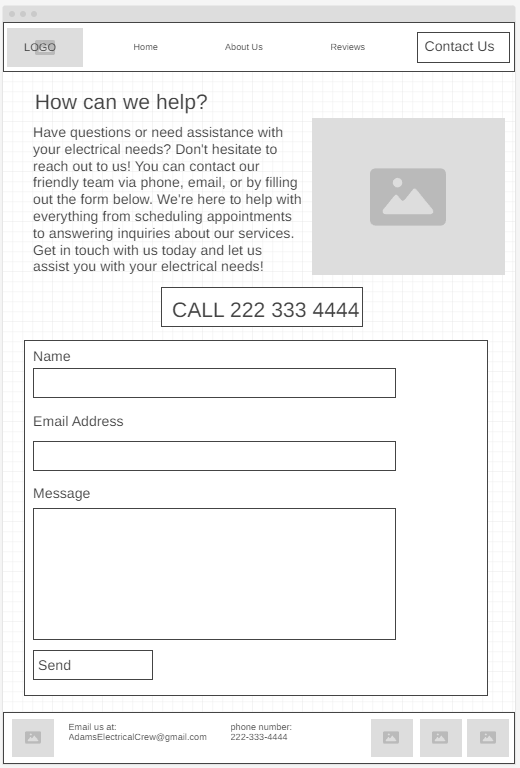 LOGO
Home
About Us
Reviews
Contact Us
How can we help?
Have questions or need assistance with
your electrical needs? Don't hesitate to
reach out to us! You can contact our
friendly team via phone, email, or by filling
out the form below. We're here to help with
everything from scheduling appointments
to answering inquiries about our services.
Get in touch with us today and let us
assist you with your electrical needs!
CALL 222 333 4444
Name
Email Address
Message
Send
Email us at:
AdamsElectricalCrew@gmail.com
phone number:
222-333-4444